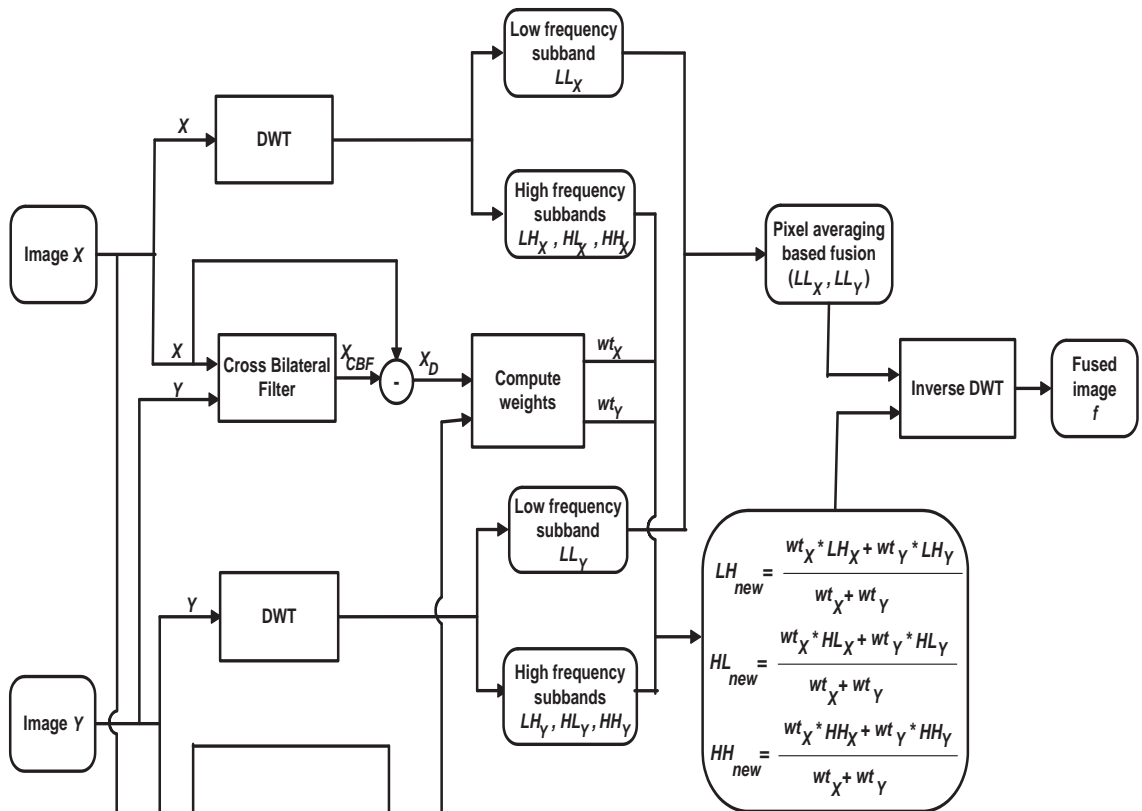 Low frequency
subband
LL_X
X
DWT
High frequency
subbands
LH_X , HL_X , HH_X
Image X
Pixel averaging
based fusion
(LL_X , LL_Y)
X
Y
Cross Bilateral
Filter
X_CBF
-
X_D
Compute
weights
wt_X
wt_Y
Inverse DWT
Fused
image
f
Low frequency
subband
LL_Y
Y
DWT
High frequency
subbands
LH_Y , HL_Y , HH_Y
Image Y
LH_new = wt_X * LH_X + wt_Y * LH_Y
wt_X + wt_Y
HL_new = wt_X * HL_X + wt_Y * HL_Y
wt_X + wt_Y
HH_new = wt_X * HH_X + wt_Y * HH_Y
wt_X + wt_Y